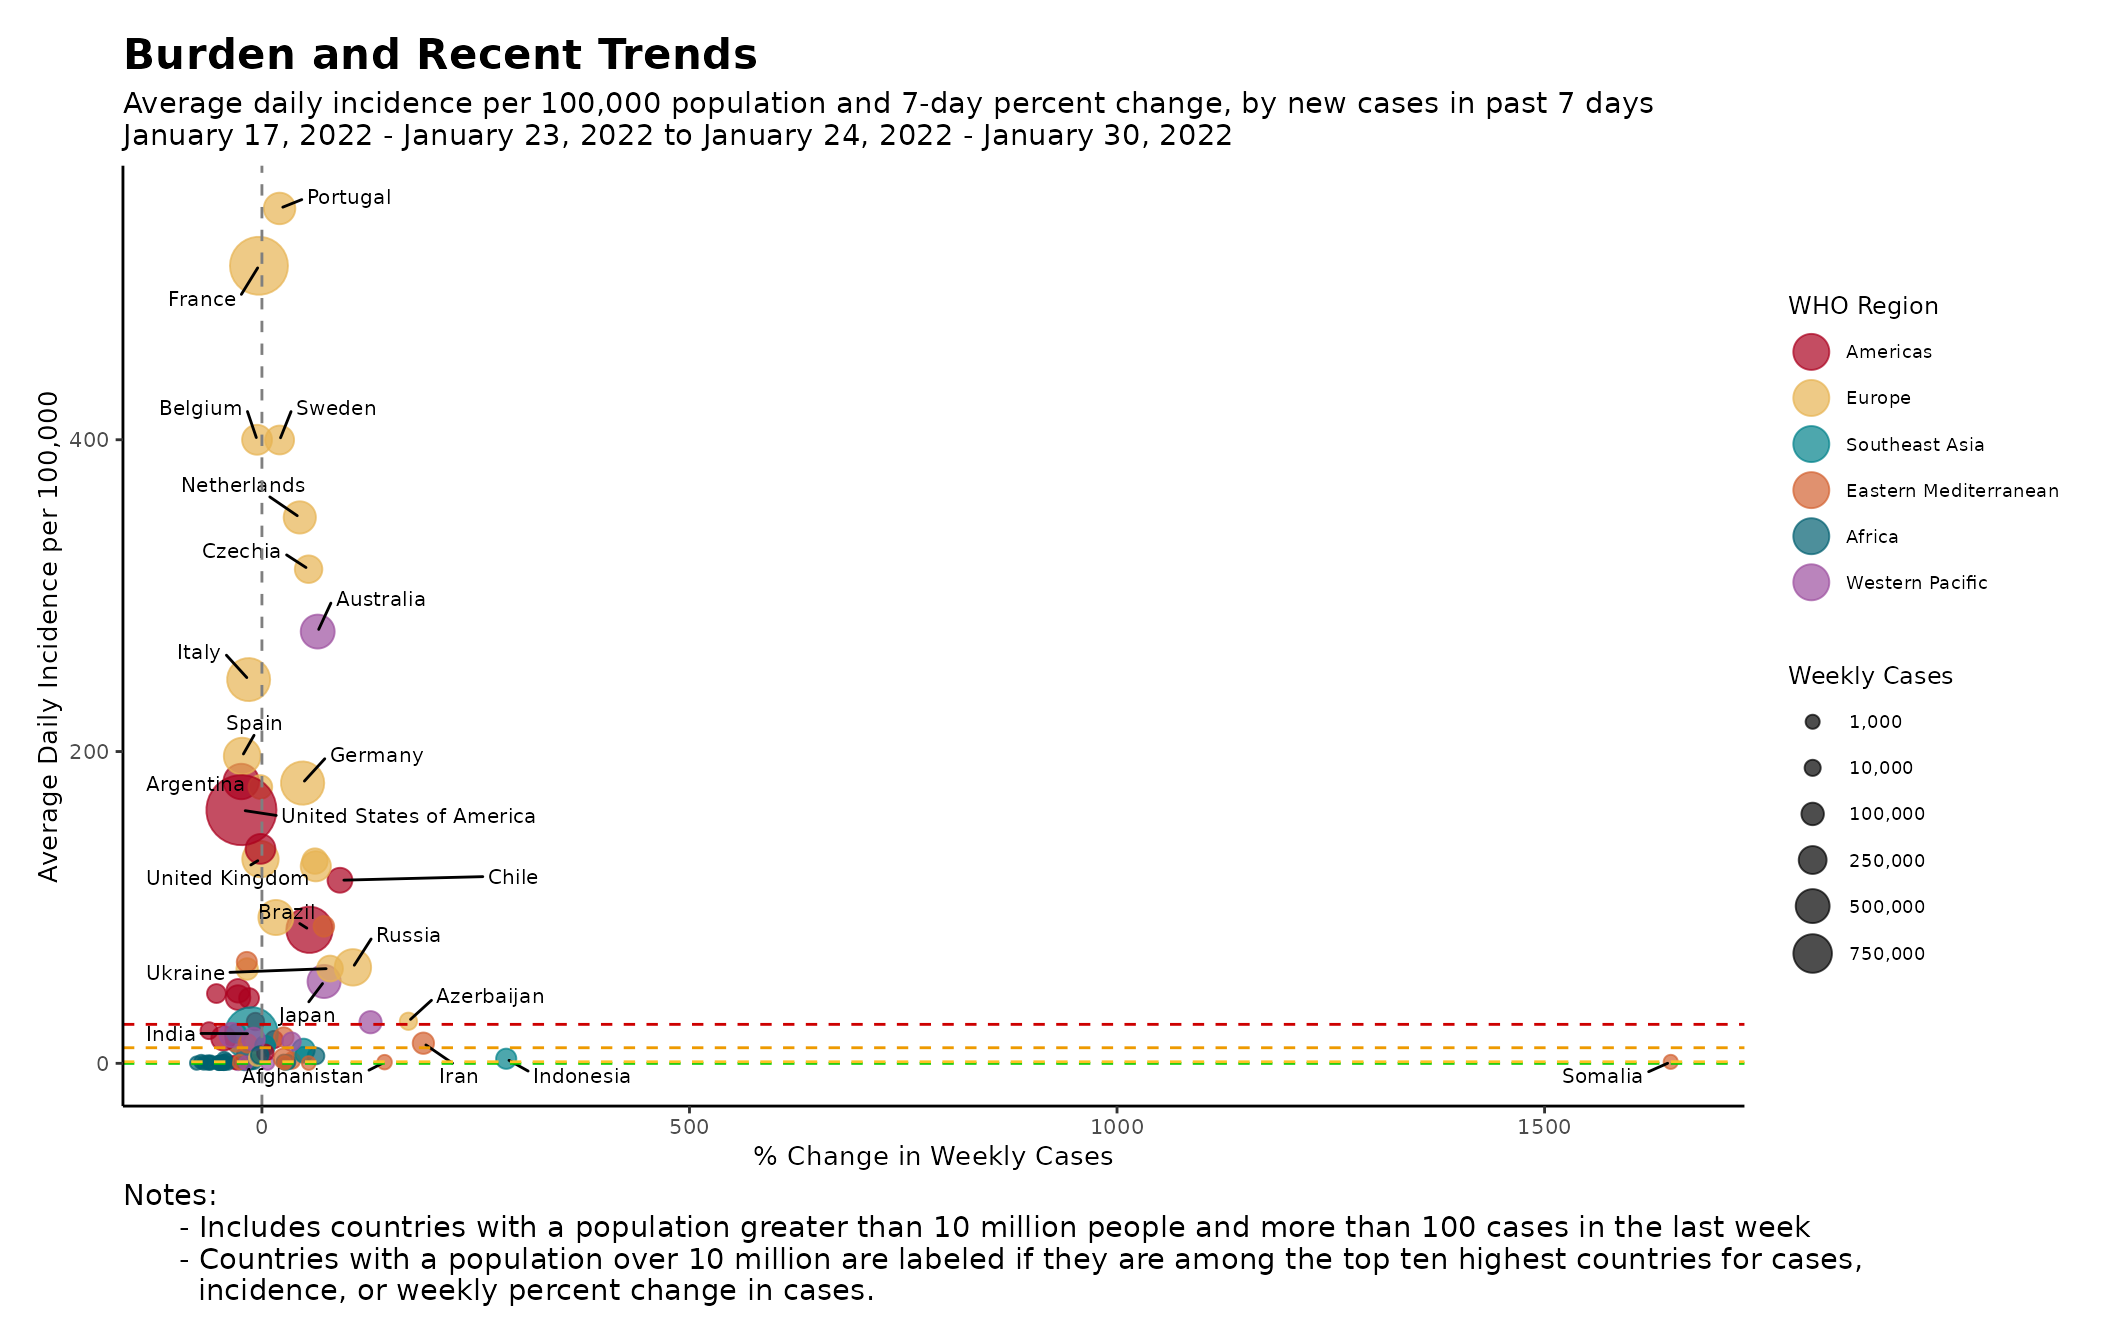 Burden and Recent Trends
Average daily incidence per 100,000 population and 7-day percent change, by new cases in past 7 days
January 17, 2022 - January 23, 2022 to January 24, 2022 - January 30, 2022
Average Daily Incidence per 100,000
400
200
0
Portugal
France
Belgium
Sweden
Netherlands
Czechia
Australia
Italy
Spain
Germany
Argentina
United States of America
United Kingdom
Chile
Brazil
Russia
Ukraine
Azerbaijan
Japan
India
Afghanistan
Iran
Indonesia
Somalia
0
500
1000
1500
% Change in Weekly Cases
WHO Region
Americas
Europe
Southeast Asia
Eastern Mediterranean
Africa
Western Pacific
Weekly Cases
1,000
10,000
100,000
250,000
500,000
750,000
Notes:
- Includes countries with a population greater than 10 million people and more than 100 cases in the last week
- Countries with a population over 10 million are labeled if they are among the top ten highest countries for cases,
incidence, or weekly percent change in cases.